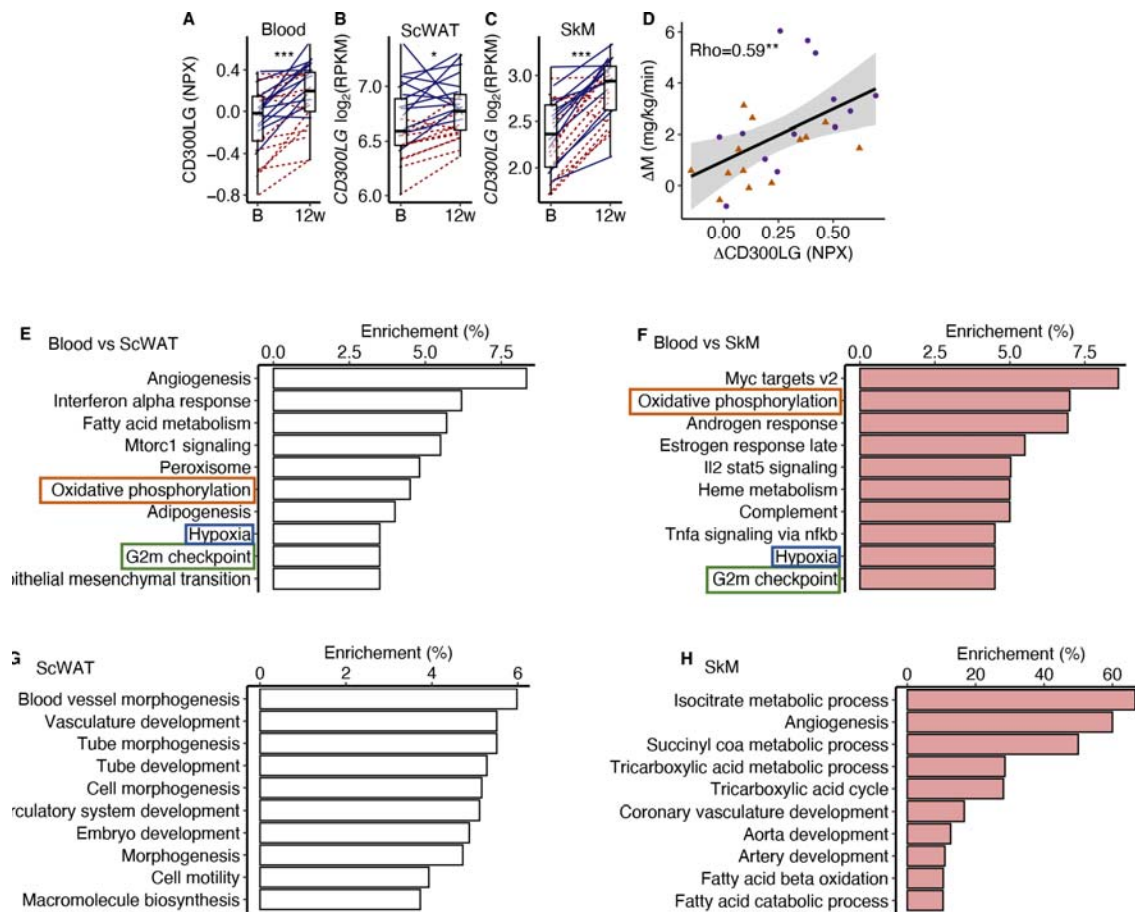 A Blood
***
CD300LG (NPX)
0.4
0.0
−0.4
−0.8
B 12w
B ScWAT
*
CD300LG log2(RPKM)
7.0
6.5
6.0
B 12w
C SkM
***
CD300LG log2(RPKM)
3.0
2.5
2.0
B 12w
D
Rho=0.59**
ΔM (mg/kg/min)
6
4
2
0
0.00 0.25 0.50
ΔCD300LG (NPX)
E Blood vs ScWAT
Enrichement (%)
0.0 2.5 5.0 7.5
Angiogenesis
Interferon alpha response
Fatty acid metabolism
Mtorc1 signaling
Peroxisome
Oxidative phosphorylation
Adipogenesis
Hypoxia
G2m checkpoint
pithelial mesenchymal transition
F Blood vs SkM
Enrichement (%)
0.0 2.5 5.0 7.5
Myc targets v2
Oxidative phosphorylation
Androgen response
Estrogen response late
Il2 stat5 signaling
Heme metabolism
Complement
Tnfa signaling via nfkb
Hypoxia
G2m checkpoint
G ScWAT
Enrichement (%)
0 2 4 6
Blood vessel morphogenesis
Vasculature development
Tube morphogenesis
Tube development
Cell morphogenesis
rculatory system development
Embryo development
Morphogenesis
Cell motility
Macromolecule biosynthesis
H SkM
Enrichement (%)
0 20 40 60
Isocitrate metabolic process
Angiogenesis
Succinyl coa metabolic process
Tricarboxylic acid metabolic process
Tricarboxylic acid cycle
Coronary vasculature development
Aorta development
Artery development
Fatty acid beta oxidation
Fatty acid catabolic process